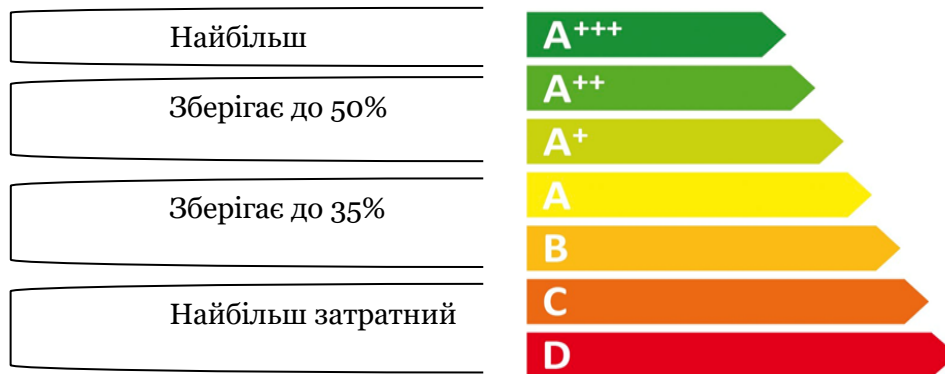 Найбільш
Зберігає до 50%
Зберігає до 35%
Найбільш затратний
A+++
A++
A+
A
B
C
D